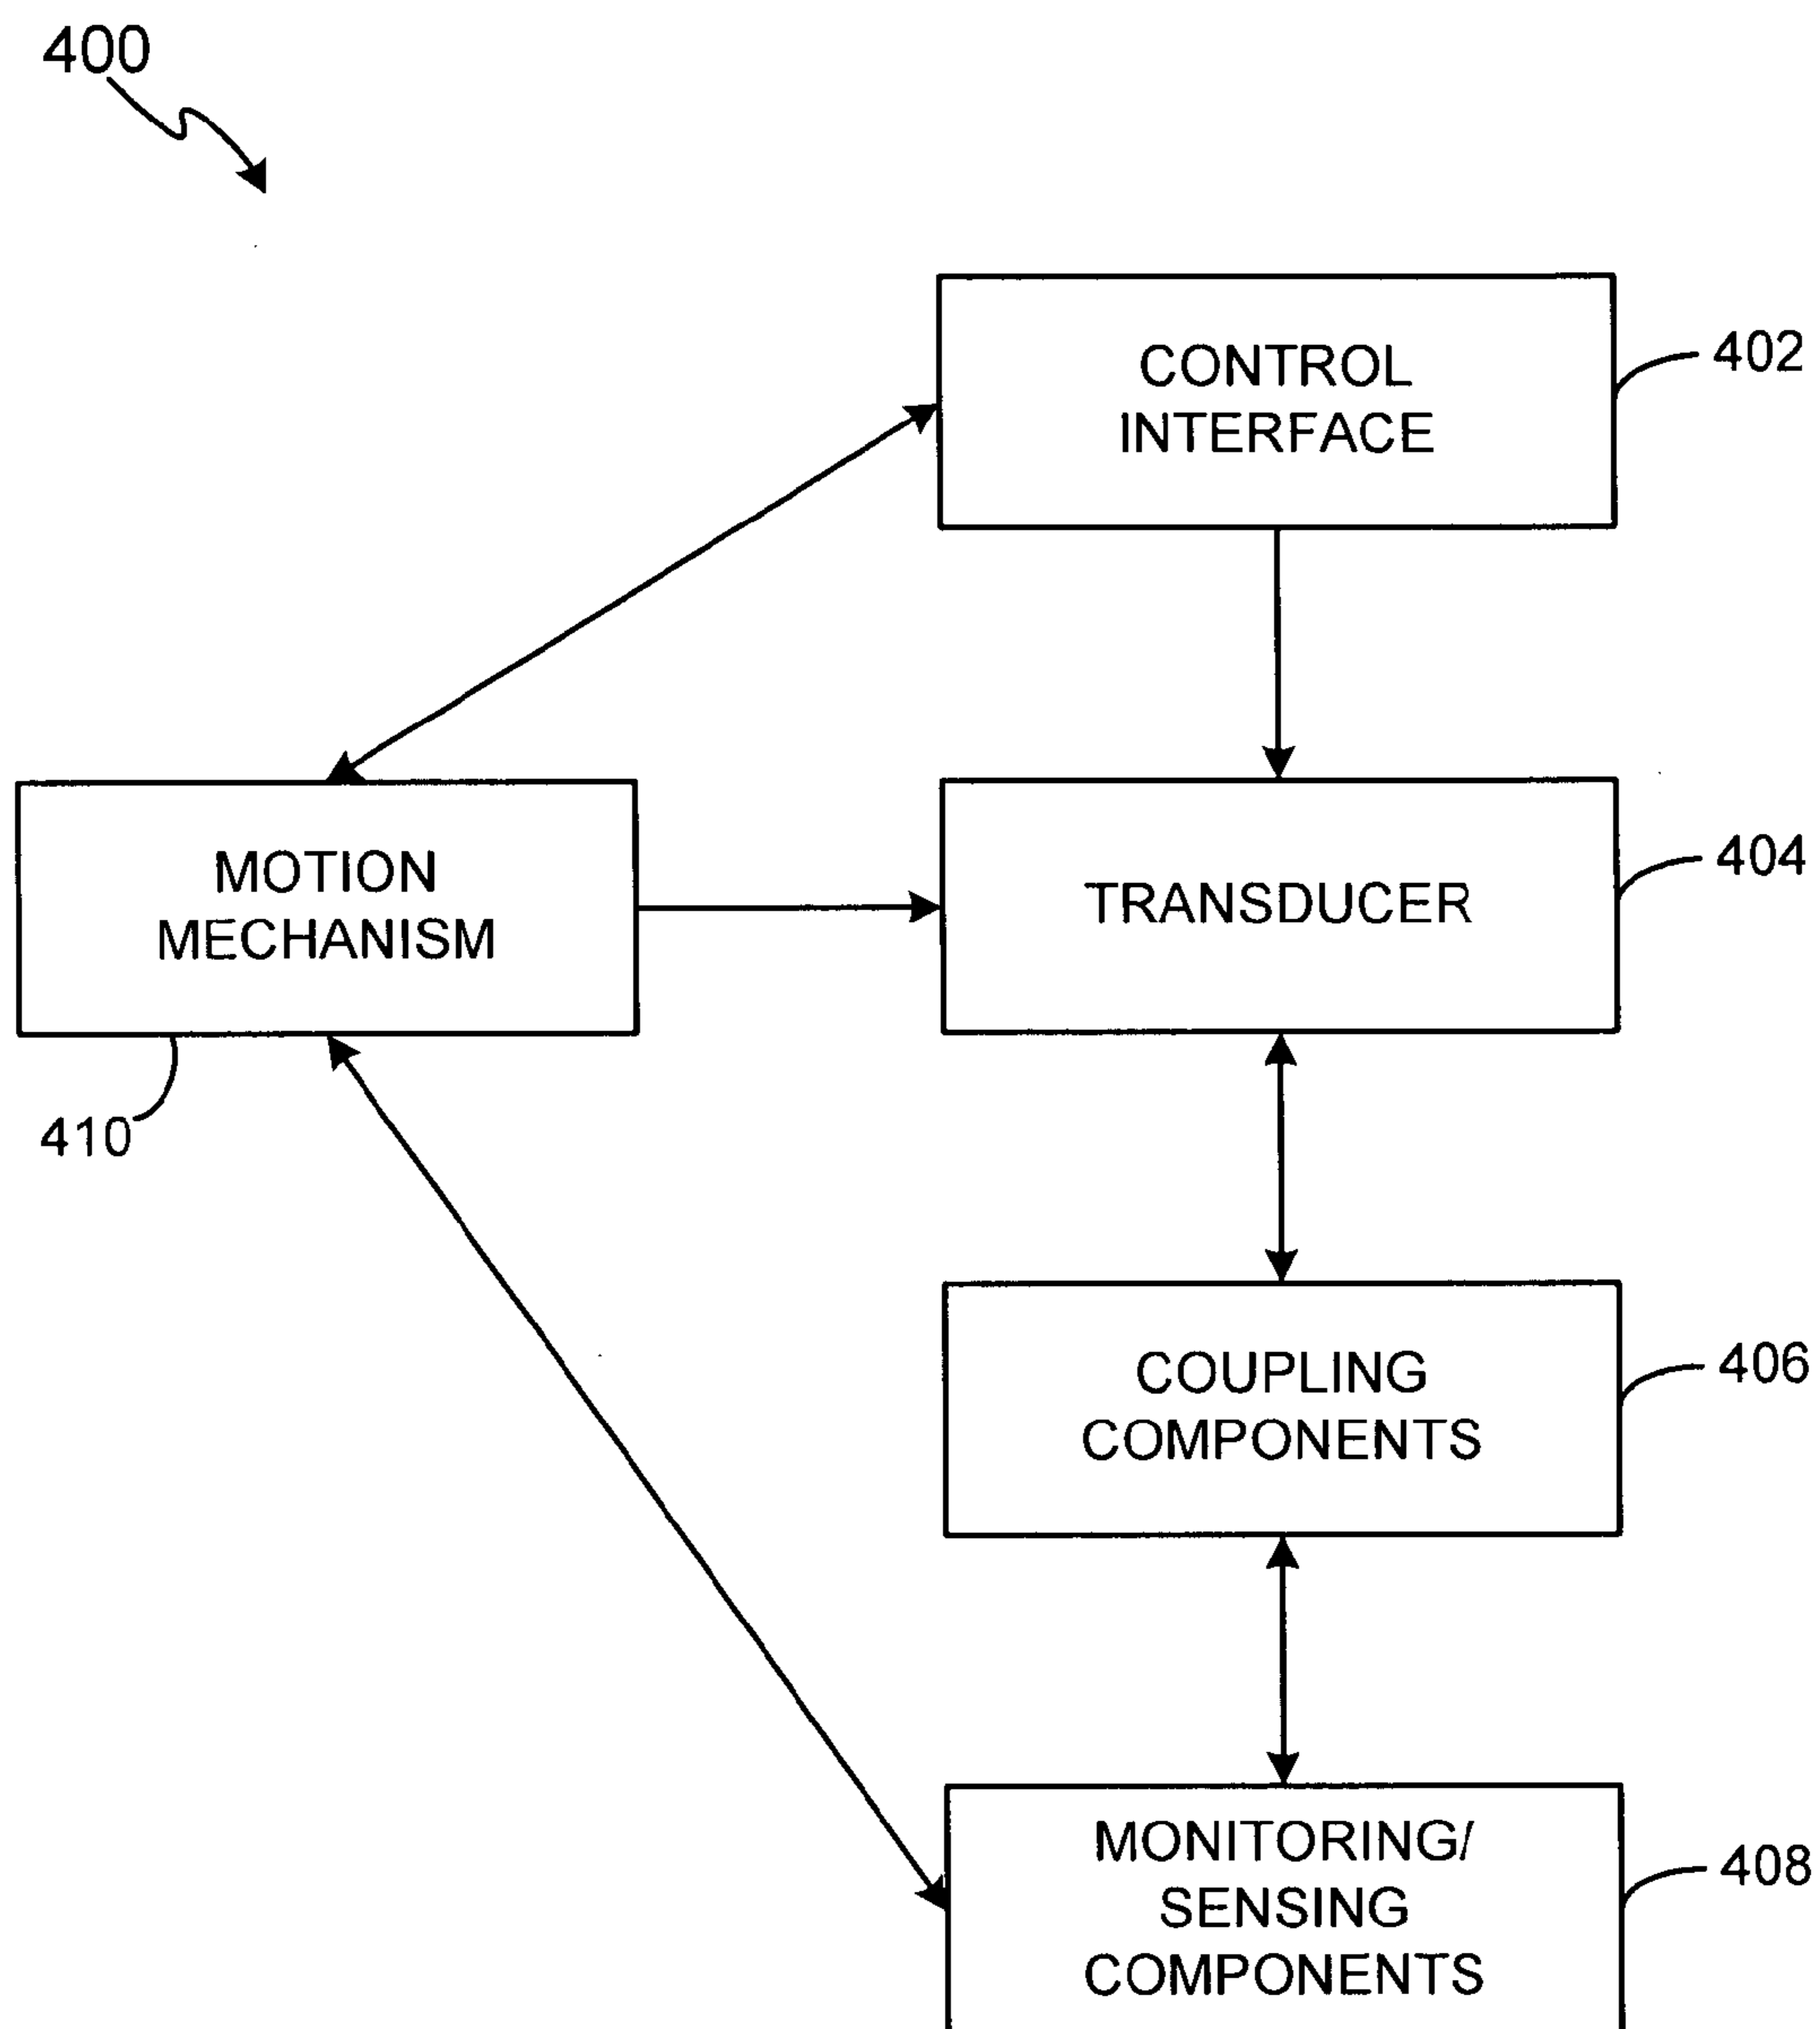 400
CONTROL
INTERFACE
402
MOTION
MECHANISM
410
TRANSDUCER
404
COUPLING
COMPONENTS
406
MONITORING/
SENSING
COMPONENTS
408